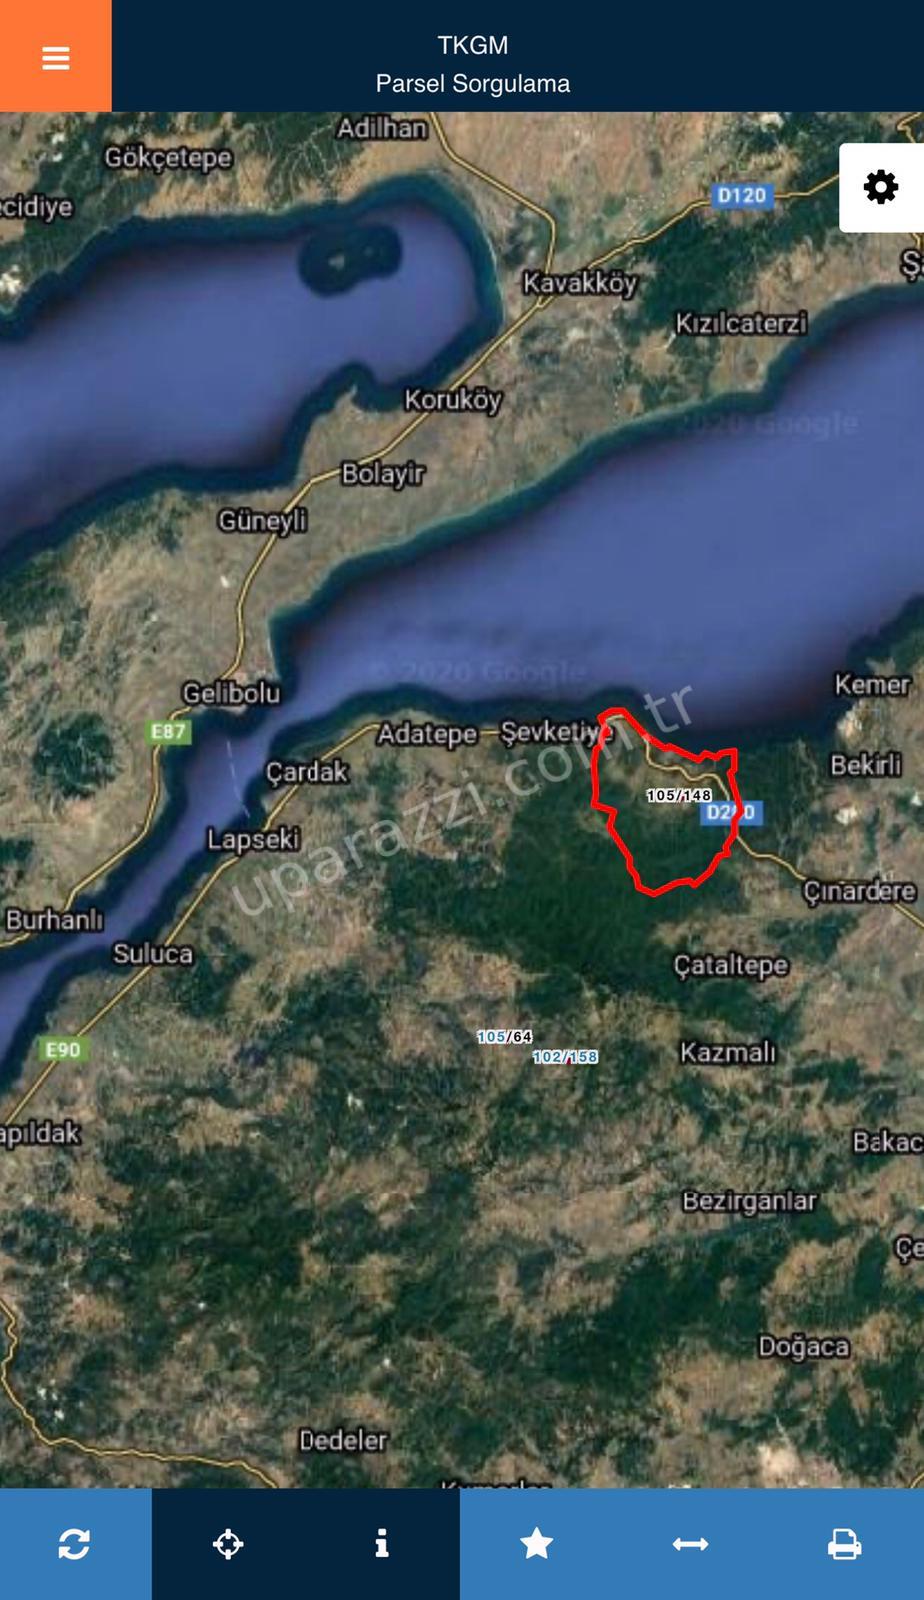 TKGM
Parsel Sorgulama
Adilhan
Gökçetepe
D120
ecidiye
Kavakköy
Kızılcaterzi
Koruköy
2020 Google
Bolayir
Güneyli
© 2020 Google
Kemer
Gelibolu
E87
Adatepe
Şevketiye
Bekirli
Çardak
105/148
D200
Lapseki
uparazzi.com.tr
Çınardere
Burhanlı
Suluca
Çataltepe
105/64
E90
102/158
Kazmalı
apıldak
Bakac
Bezirganlar
Çe
Doğaca
Dedeler